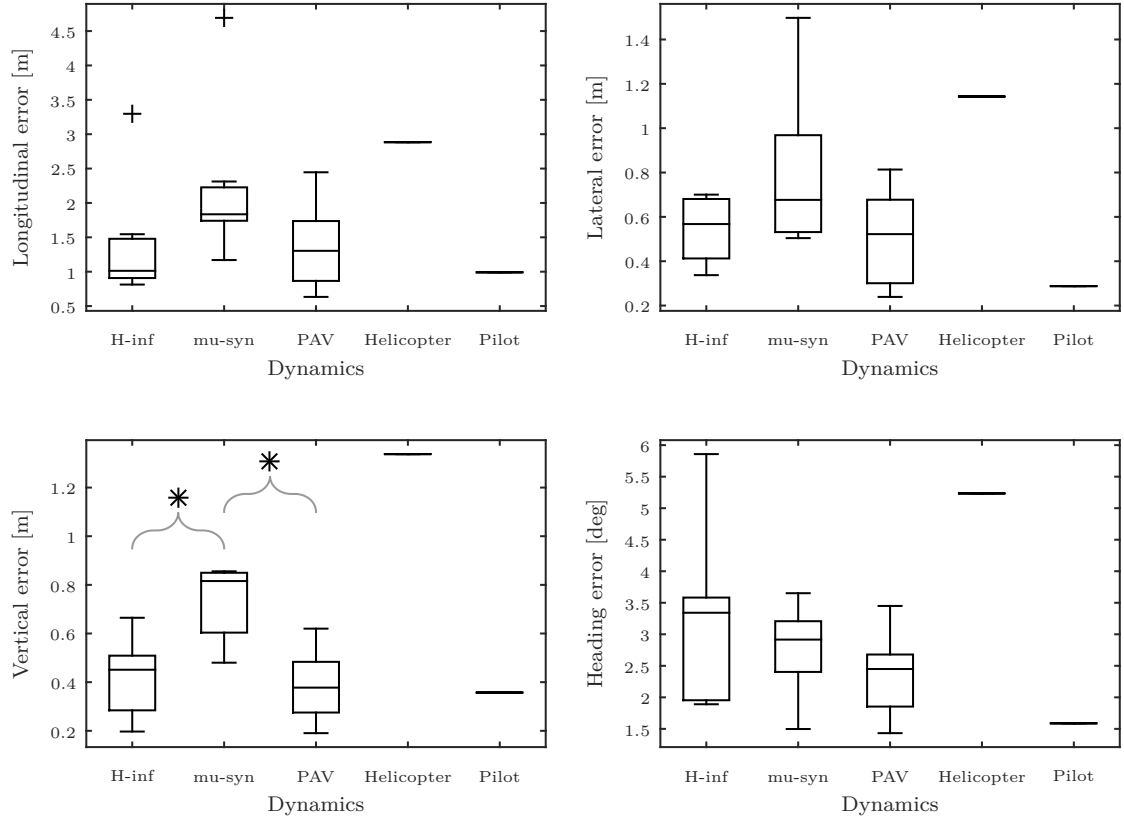 Longitudinal error [m]
4.5
4
3.5
3
2.5
2
1.5
1
0.5
H-inf mu-syn PAV Helicopter Pilot
Dynamics
Lateral error [m]
1.4
1.2
1
0.8
0.6
0.4
0.2
H-inf mu-syn PAV Helicopter Pilot
Dynamics
Vertical error [m]
1.2
1
0.8
0.6
0.4
0.2
H-inf mu-syn PAV Helicopter Pilot
Dynamics
Heading error [deg]
6
5.5
5
4.5
4
3.5
3
2.5
2
1.5
H-inf mu-syn PAV Helicopter Pilot
Dynamics